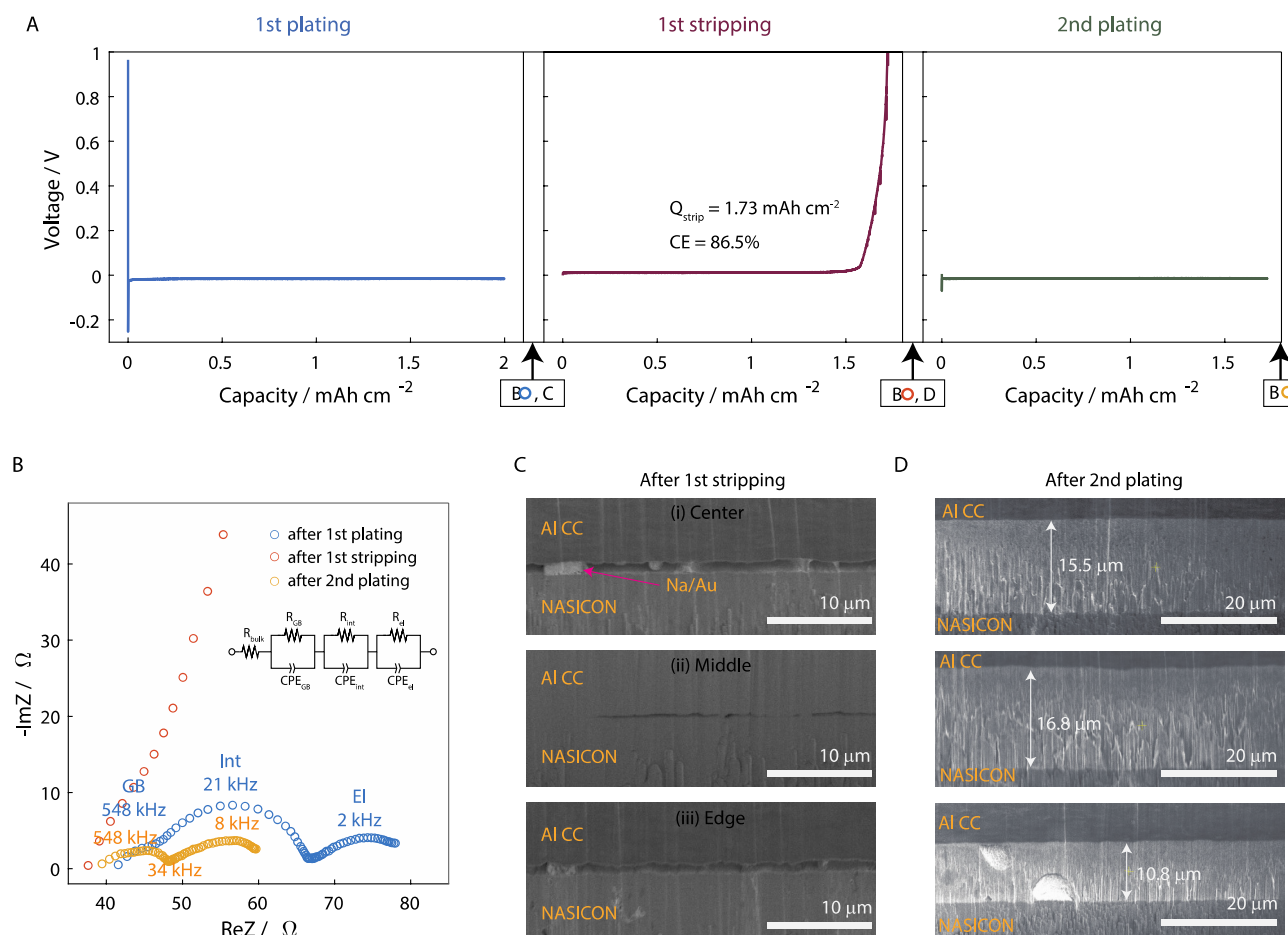 A
1st plating
1st stripping
2nd plating
Voltage / V
1
0.8
0.6
0.4
0.2
0
-0.2
Q_strip = 1.73 mAh cm⁻²
CE = 86.5%
0 0.5 1 1.5 2
0 0.5 1 1.5
0 0.5 1 1.5
Capacity / mAh cm⁻²
Capacity / mAh cm⁻²
Capacity / mAh cm⁻²
B, C
B, D
B
B
-ImZ / Ω
40
30
20
10
0
after 1st plating
after 1st stripping
after 2nd plating
R_bulk
R_GB
R_int
R_el
CPE_GB
CPE_int
CPE_el
GB
548 kHz
Int
21 kHz
El
2 kHz
548 kHz
8 kHz
34 kHz
40 50 60 70 80
ReZ / Ω
C
After 1st stripping
(i) Center
Al CC
Na/Au
NASICON
10 μm
(ii) Middle
Al CC
NASICON
10 μm
(iii) Edge
Al CC
NASICON
10 μm
D
After 2nd plating
Al CC
15.5 μm
20 μm
NASICON
Al CC
16.8 μm
20 μm
NASICON
Al CC
10.8 μm
20 μm
NASICON